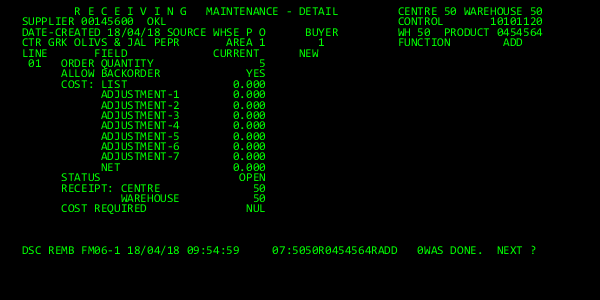 R E C E I V I N G   MAINTENANCE - DETAIL         CENTRE 50 WAREHOUSE 50
SUPPLIER 00145600  OKL                                   CONTROL       10101120
DATE-CREATED 18/04/18 SOURCE WHSE P O      BUYER         WH 50  PRODUCT 0454564
CTR GRK OLIVS & JAL PEPR       AREA 1        1           FUNCTION        ADD
LINE       FIELD             CURRENT      NEW
01   ORDER QUANTITY                5
ALLOW BACKORDER             YES
COST: LIST                0.000
ADJUSTMENT-1        0.000
ADJUSTMENT-2        0.000
ADJUSTMENT-3        0.000
ADJUSTMENT-4        0.000
ADJUSTMENT-5        0.000
ADJUSTMENT-6        0.000
ADJUSTMENT-7        0.000
NET                 0.000
STATUS                     OPEN
RECEIPT: CENTRE              50
WAREHOUSE           50
COST REQUIRED               NUL
DSC REMB FM06-1 18/04/18 09:54:59     07:5050R0454564RADD   0WAS DONE.  NEXT ?